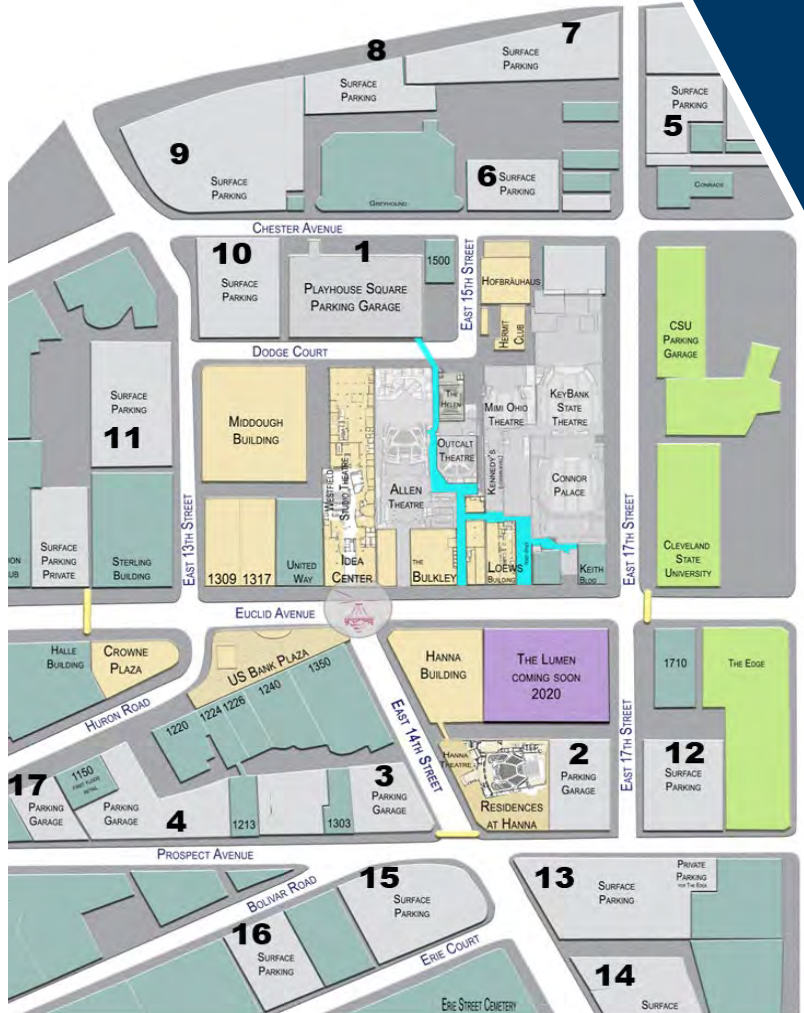 8
7
SURFACE
PARKING
SURFACE
PARKING
SURFACE
PARKING
5
9
SURFACE
PARKING
6
SURFACE
PARKING
GREYHOUND
COMRADE
CHESTER AVENUE
10
SURFACE
PARKING
1
PLAYHOUSE SQUARE
PARKING GARAGE
1500
EAST 15TH STREET
HOFBRÄUHAUS
HERMIT
CLUB
CSU
PARKING
GARAGE
DODGE COURT
SURFACE
PARKING
11
MIDDOUGH
BUILDING
THE
HELEN
MIMI OHIO
THEATRE
KEYBANK
STATE
THEATRE
OUTCALT
THEATRE
KENNEDY'S
WESTFIELD
STUDIO THEATRE
ALLEN
THEATRE
CONNOR
PALACE
EAST 13TH STREET
EAST 17TH STREET
SURFACE
PARKING
PRIVATE
STERLING
BUILDING
1309
1317
UNITED
WAY
IDEA
CENTER
THE
BULKLEY
LOEWS
BUILDING
KEITH
BLDG
CLEVELAND
STATE
UNIVERSITY
EUCLID AVENUE
HALLE
BUILDING
CROWNE
PLAZA
US BANK PLAZA
HANNA
BUILDING
THE LUMEN
COMING SOON
2020
1710
THE EDGE
HURON ROAD
1220
1224
1226
1240
1350
EAST 14TH STREET
EAST 17TH STREET
HANNA
THEATRE
2
PARKING
GARAGE
12
SURFACE
PARKING
RESIDENCES
AT HANNA
17
PARKING
GARAGE
1150
FIRST FLOOR
RETAIL
PARKING
GARAGE
4
1213
1303
3
PARKING
GARAGE
PROSPECT AVENUE
BOLIVAR ROAD
15
SURFACE
PARKING
13
SURFACE
PARKING
PRIVATE
PARKING
FOR THE EDGE
16
SURFACE
PARKING
ERIE COURT
14
SURFACE
ERIE STREET CEMETERY